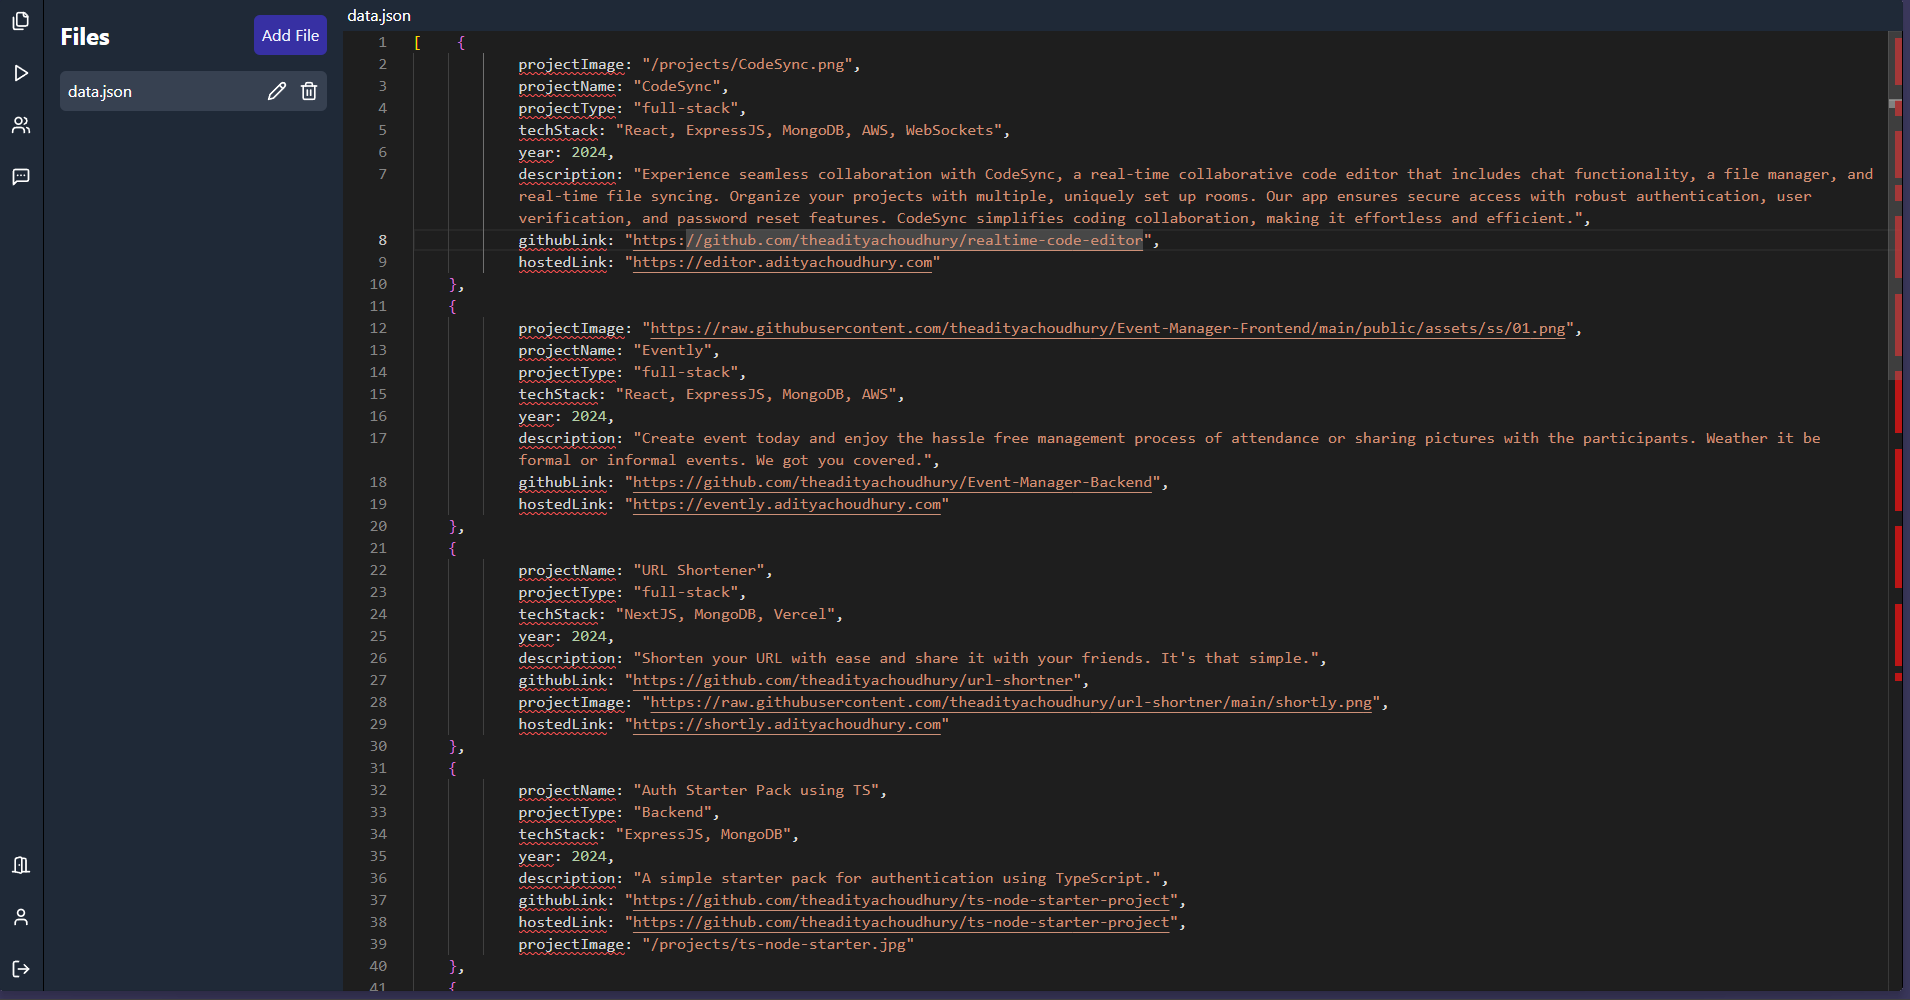 Files
Add File
data.json
data.json
1 [ {
2 projectImage: "/projects/CodeSync.png",
3 projectName: "CodeSync",
4 projectType: "full-stack",
5 techStack: "React, ExpressJS, MongoDB, AWS, WebSockets",
6 year: 2024,
7 description: "Experience seamless collaboration with CodeSync, a real-time collaborative code editor that includes chat functionality, a file manager, and
real-time file syncing. Organize your projects with multiple, uniquely set up rooms. Our app ensures secure access with robust authentication, user
verification, and password reset features. CodeSync simplifies coding collaboration, making it effortless and efficient.",
8 githubLink: "https://github.com/theadityachoudhury/realtime-code-editor",
9 hostedLink: "https://editor.adityachoudhury.com"
10 },
11 {
12 projectImage: "https://raw.githubusercontent.com/theadityachoudhury/Event-Manager-Frontend/main/public/assets/ss/01.png",
13 projectName: "Evently",
14 projectType: "full-stack",
15 techStack: "React, ExpressJS, MongoDB, AWS",
16 year: 2024,
17 description: "Create event today and enjoy the hassle free management process of attendance or sharing pictures with the participants. Weather it be
formal or informal events. We got you covered.",
18 githubLink: "https://github.com/theadityachoudhury/Event-Manager-Backend",
19 hostedLink: "https://evently.adityachoudhury.com"
20 },
21 {
22 projectName: "URL Shortener",
23 projectType: "full-stack",
24 techStack: "NextJS, MongoDB, Vercel",
25 year: 2024,
26 description: "Shorten your URL with ease and share it with your friends. It's that simple.",
27 githubLink: "https://github.com/theadityachoudhury/url-shortner",
28 projectImage: "https://raw.githubusercontent.com/theadityachoudhury/url-shortner/main/shortly.png",
29 hostedLink: "https://shortly.adityachoudhury.com"
30 },
31 {
32 projectName: "Auth Starter Pack using TS",
33 projectType: "Backend",
34 techStack: "ExpressJS, MongoDB",
35 year: 2024,
36 description: "A simple starter pack for authentication using TypeScript.",
37 githubLink: "https://github.com/theadityachoudhury/ts-node-starter-project",
38 hostedLink: "https://github.com/theadityachoudhury/ts-node-starter-project",
39 projectImage: "/projects/ts-node-starter.jpg"
40 },
41 {